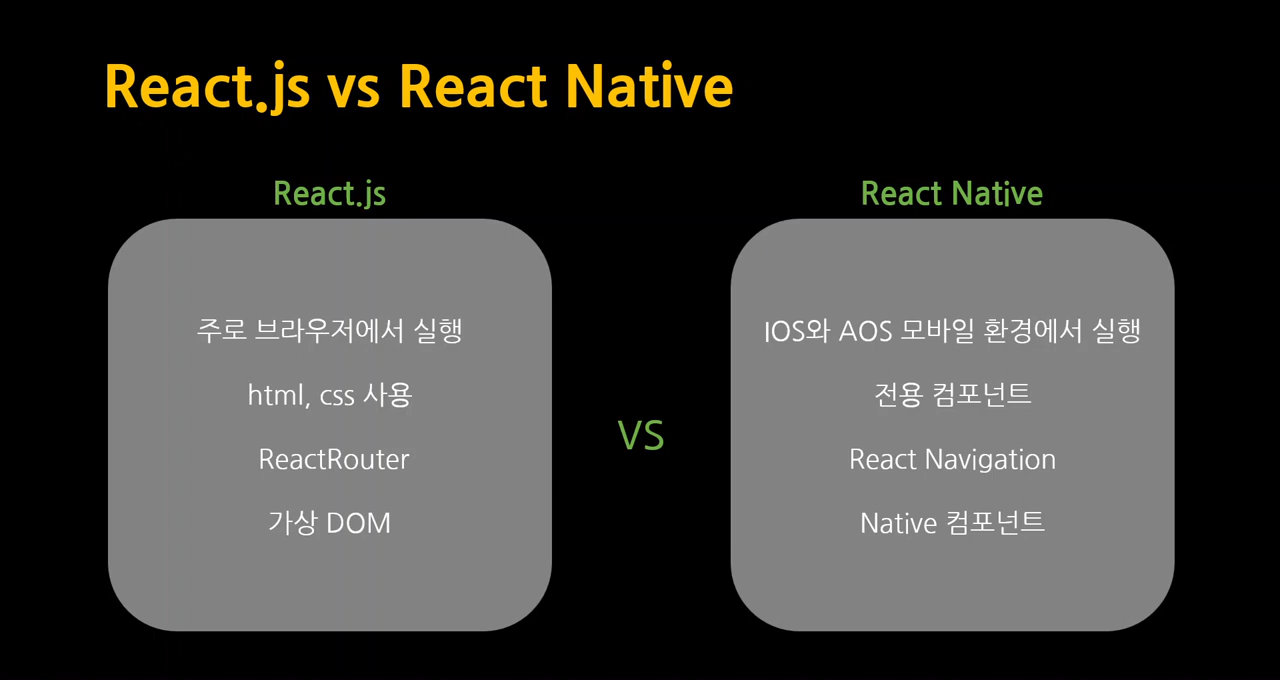 React.js vs React Native
React.js
주로 브라우저에서 실행
html, css 사용
ReactRouter
가상 DOM
VS
React Native
IOS와 AOS 모바일 환경에서 실행
전용 컴포넌트
React Navigation
Native 컴포넌트